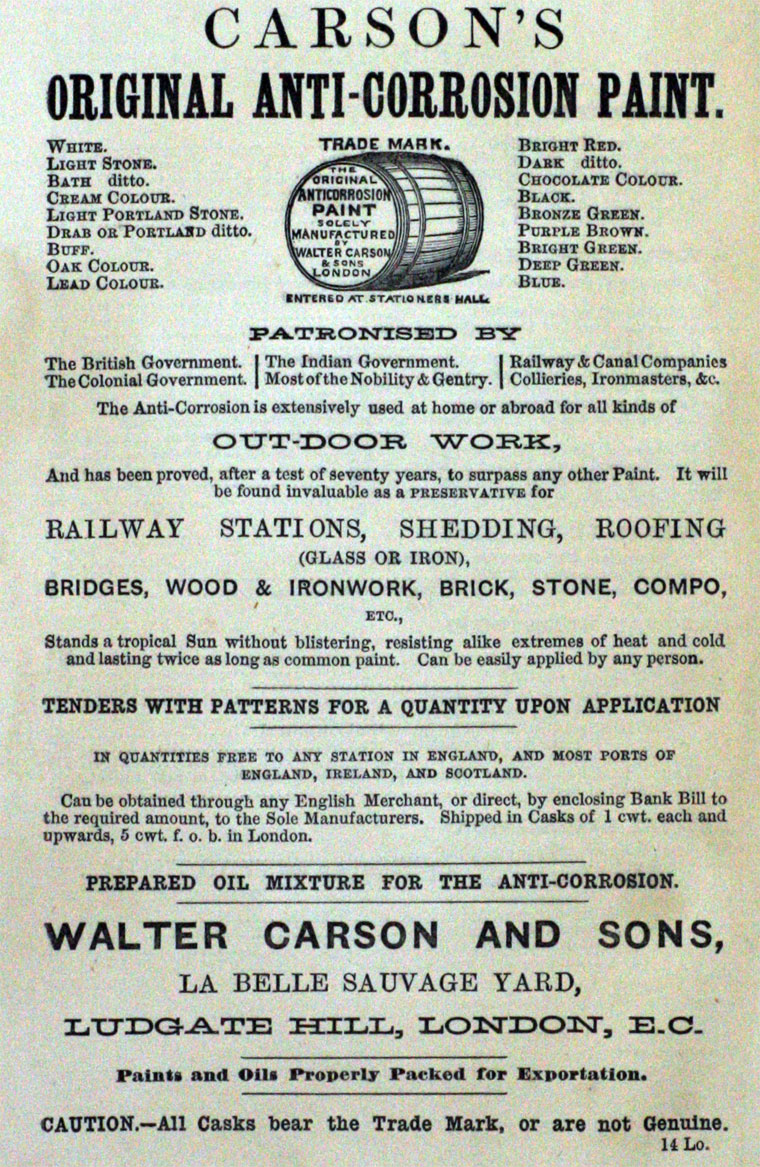 CARSON'S
ORIGINAL ANTI-CORROSION PAINT.
WHITE.
LIGHT STONE.
BATH ditto.
CREAM COLOUR.
LIGHT PORTLAND STONE.
DRAB OR PORTLAND ditto.
BUFF.
OAK COLOUR.
LEAD COLOUR.
TRADE MARK.
THE
ORIGINAL
ANTICORROSION
PAINT
SOLELY
MANUFACTURED
BY
WALTER CARSON
& SONS
LONDON
ENTERED AT STATIONERS HALL.
BRIGHT RED.
DARK ditto.
CHOCOLATE COLOUR.
BLACK.
BRONZE GREEN.
PURPLE BROWN.
BRIGHT GREEN.
DEEP GREEN.
BLUE.
PATRONISED BY
The British Government.
The Colonial Government.
The Indian Government.
Most of the Nobility & Gentry.
Railway & Canal Companies
Collieries, Ironmasters, &c.
The Anti-Corrosion is extensively used at home or abroad for all kinds of
OUT-DOOR WORK,
And has been proved, after a test of seventy years, to surpass any other Paint. It will
be found invaluable as a PRESERVATIVE for
RAILWAY STATIONS, SHEDDING, ROOFING
(GLASS OR IRON),
BRIDGES, WOOD & IRONWORK, BRICK, STONE, COMPO,
ETC.,
Stands a tropical Sun without blistering, resisting alike extremes of heat and cold
and lasting twice as long as common paint. Can be easily applied by any person.
TENDERS WITH PATTERNS FOR A QUANTITY UPON APPLICATION
IN QUANTITIES FREE TO ANY STATION IN ENGLAND, AND MOST PORTS OF
ENGLAND, IRELAND, AND SCOTLAND.
Can be obtained through any English Merchant, or direct, by enclosing Bank Bill to
the required amount, to the Sole Manufacturers. Shipped in Casks of 1 cwt. each and
upwards, 5 cwt. f. o. b. in London.
PREPARED OIL MIXTURE FOR THE ANTI-CORROSION.
WALTER CARSON AND SONS,
LA BELLE SAUVAGE YARD,
LUDGATE HILL, LONDON, E.C.
Paints and Oils Properly Packed for Exportation.
CAUTION.—All Casks bear the Trade Mark, or are not Genuine.
14 Lo.